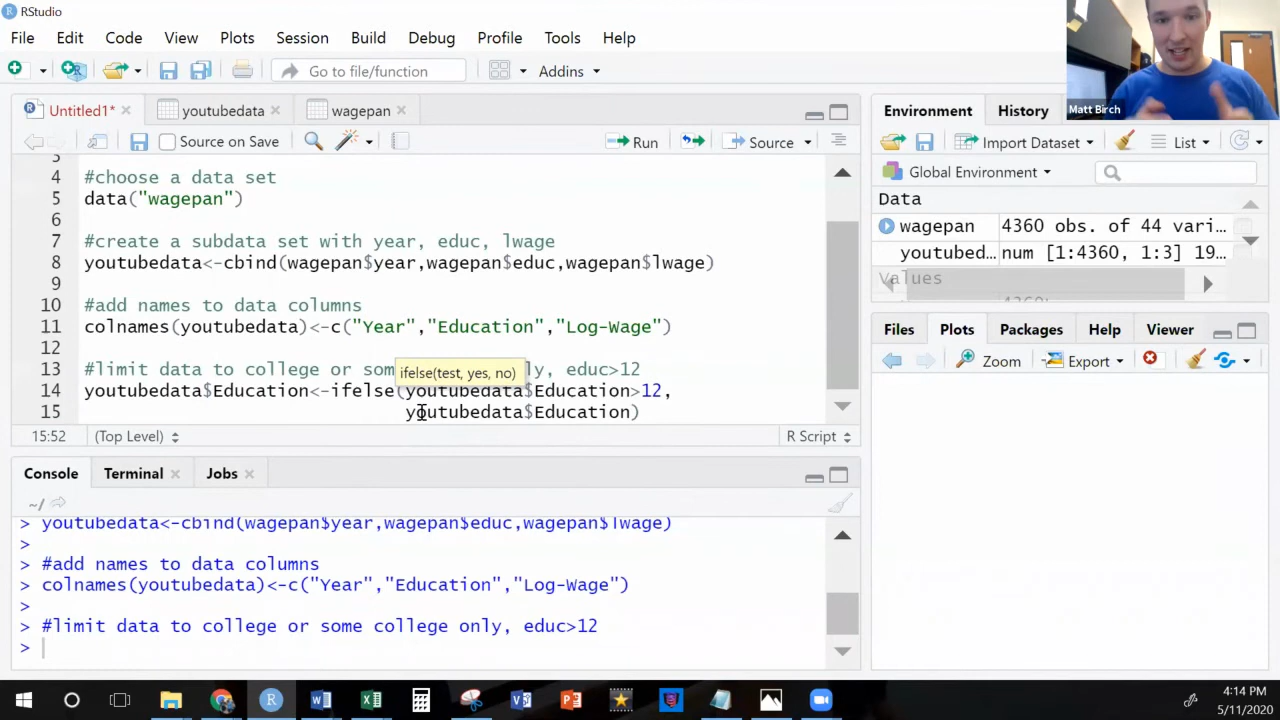 RStudio
File Edit Code View Plots Session Build Debug Profile Tools Help
Go to file/function Addins
Matt Birch
Untitled1* youtubedata wagepan
Source on Save Run Source
3
4 #choose a data set
5 data("wagepan")
6
7 #create a subdata set with year, educ, lwage
8 youtubedata<-cbind(wagepan$year,wagepan$educ,wagepan$lwage)
9
10 #add names to data columns
11 colnames(youtubedata)<-c("Year","Education","Log-Wage")
12
13 #limit data to college or som ly, educ>12
ifelse(test, yes, no)
14 youtubedata$Education<-ifelse(youtubedata$Education>12,
15 youtubedata$Education)
15:52 (Top Level) R Script
Console Terminal Jobs
~/
> youtubedata<-cbind(wagepan$year,wagepan$educ,wagepan$lwage)
>
> #add names to data columns
> colnames(youtubedata)<-c("Year","Education","Log-Wage")
>
> #limit data to college or some college only, educ>12
>
Environment History
Import Dataset List
Global Environment
Data
wagepan 4360 obs. of 44 vari...
youtubed... num [1:4360, 1:3] 19...
Values
Files Plots Packages Help Viewer
Zoom Export
4:14 PM
5/11/2020